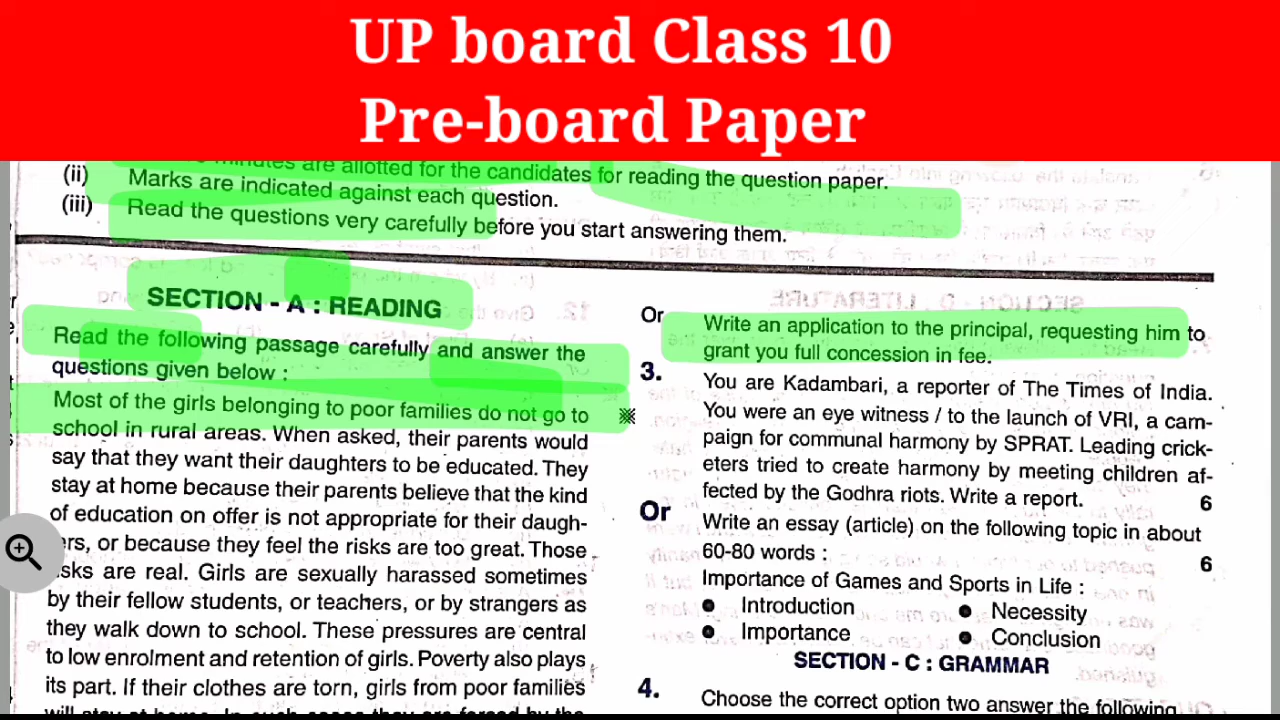 UP board Class 10
Pre-board Paper
minutes are allotted for the candidates for reading the question paper.
(ii) Marks are indicated against each question.
(iii) Read the questions very carefully before you start answering them.
SECTION - A : READING
Read the following passage carefully and answer the
questions given below :
Most of the girls belonging to poor families do not go to
school in rural areas. When asked, their parents would
say that they want their daughters to be educated. They
stay at home because their parents believe that the kind
of education on offer is not appropriate for their daugh-
ers, or because they feel the risks are too great. Those
isks are real. Girls are sexually harassed sometimes
by their fellow students, or teachers, or by strangers as
they walk down to school. These pressures are central
to low enrolment and retention of girls. Poverty also plays
its part. If their clothes are torn, girls from poor families
Or Write an application to the principal, requesting him to
grant you full concession in fee.
3. You are Kadambari, a reporter of The Times of India.
You were an eye witness / to the launch of VRI, a cam-
paign for communal harmony by SPRAT. Leading crick-
eters tried to create harmony by meeting children af-
fected by the Godhra riots. Write a report. 6
Or Write an essay (article) on the following topic in about
60-80 words : 6
Importance of Games and Sports in Life :
● Introduction ● Necessity
● Importance ● Conclusion
SECTION - C : GRAMMAR
4. Choose the correct option two answer the following